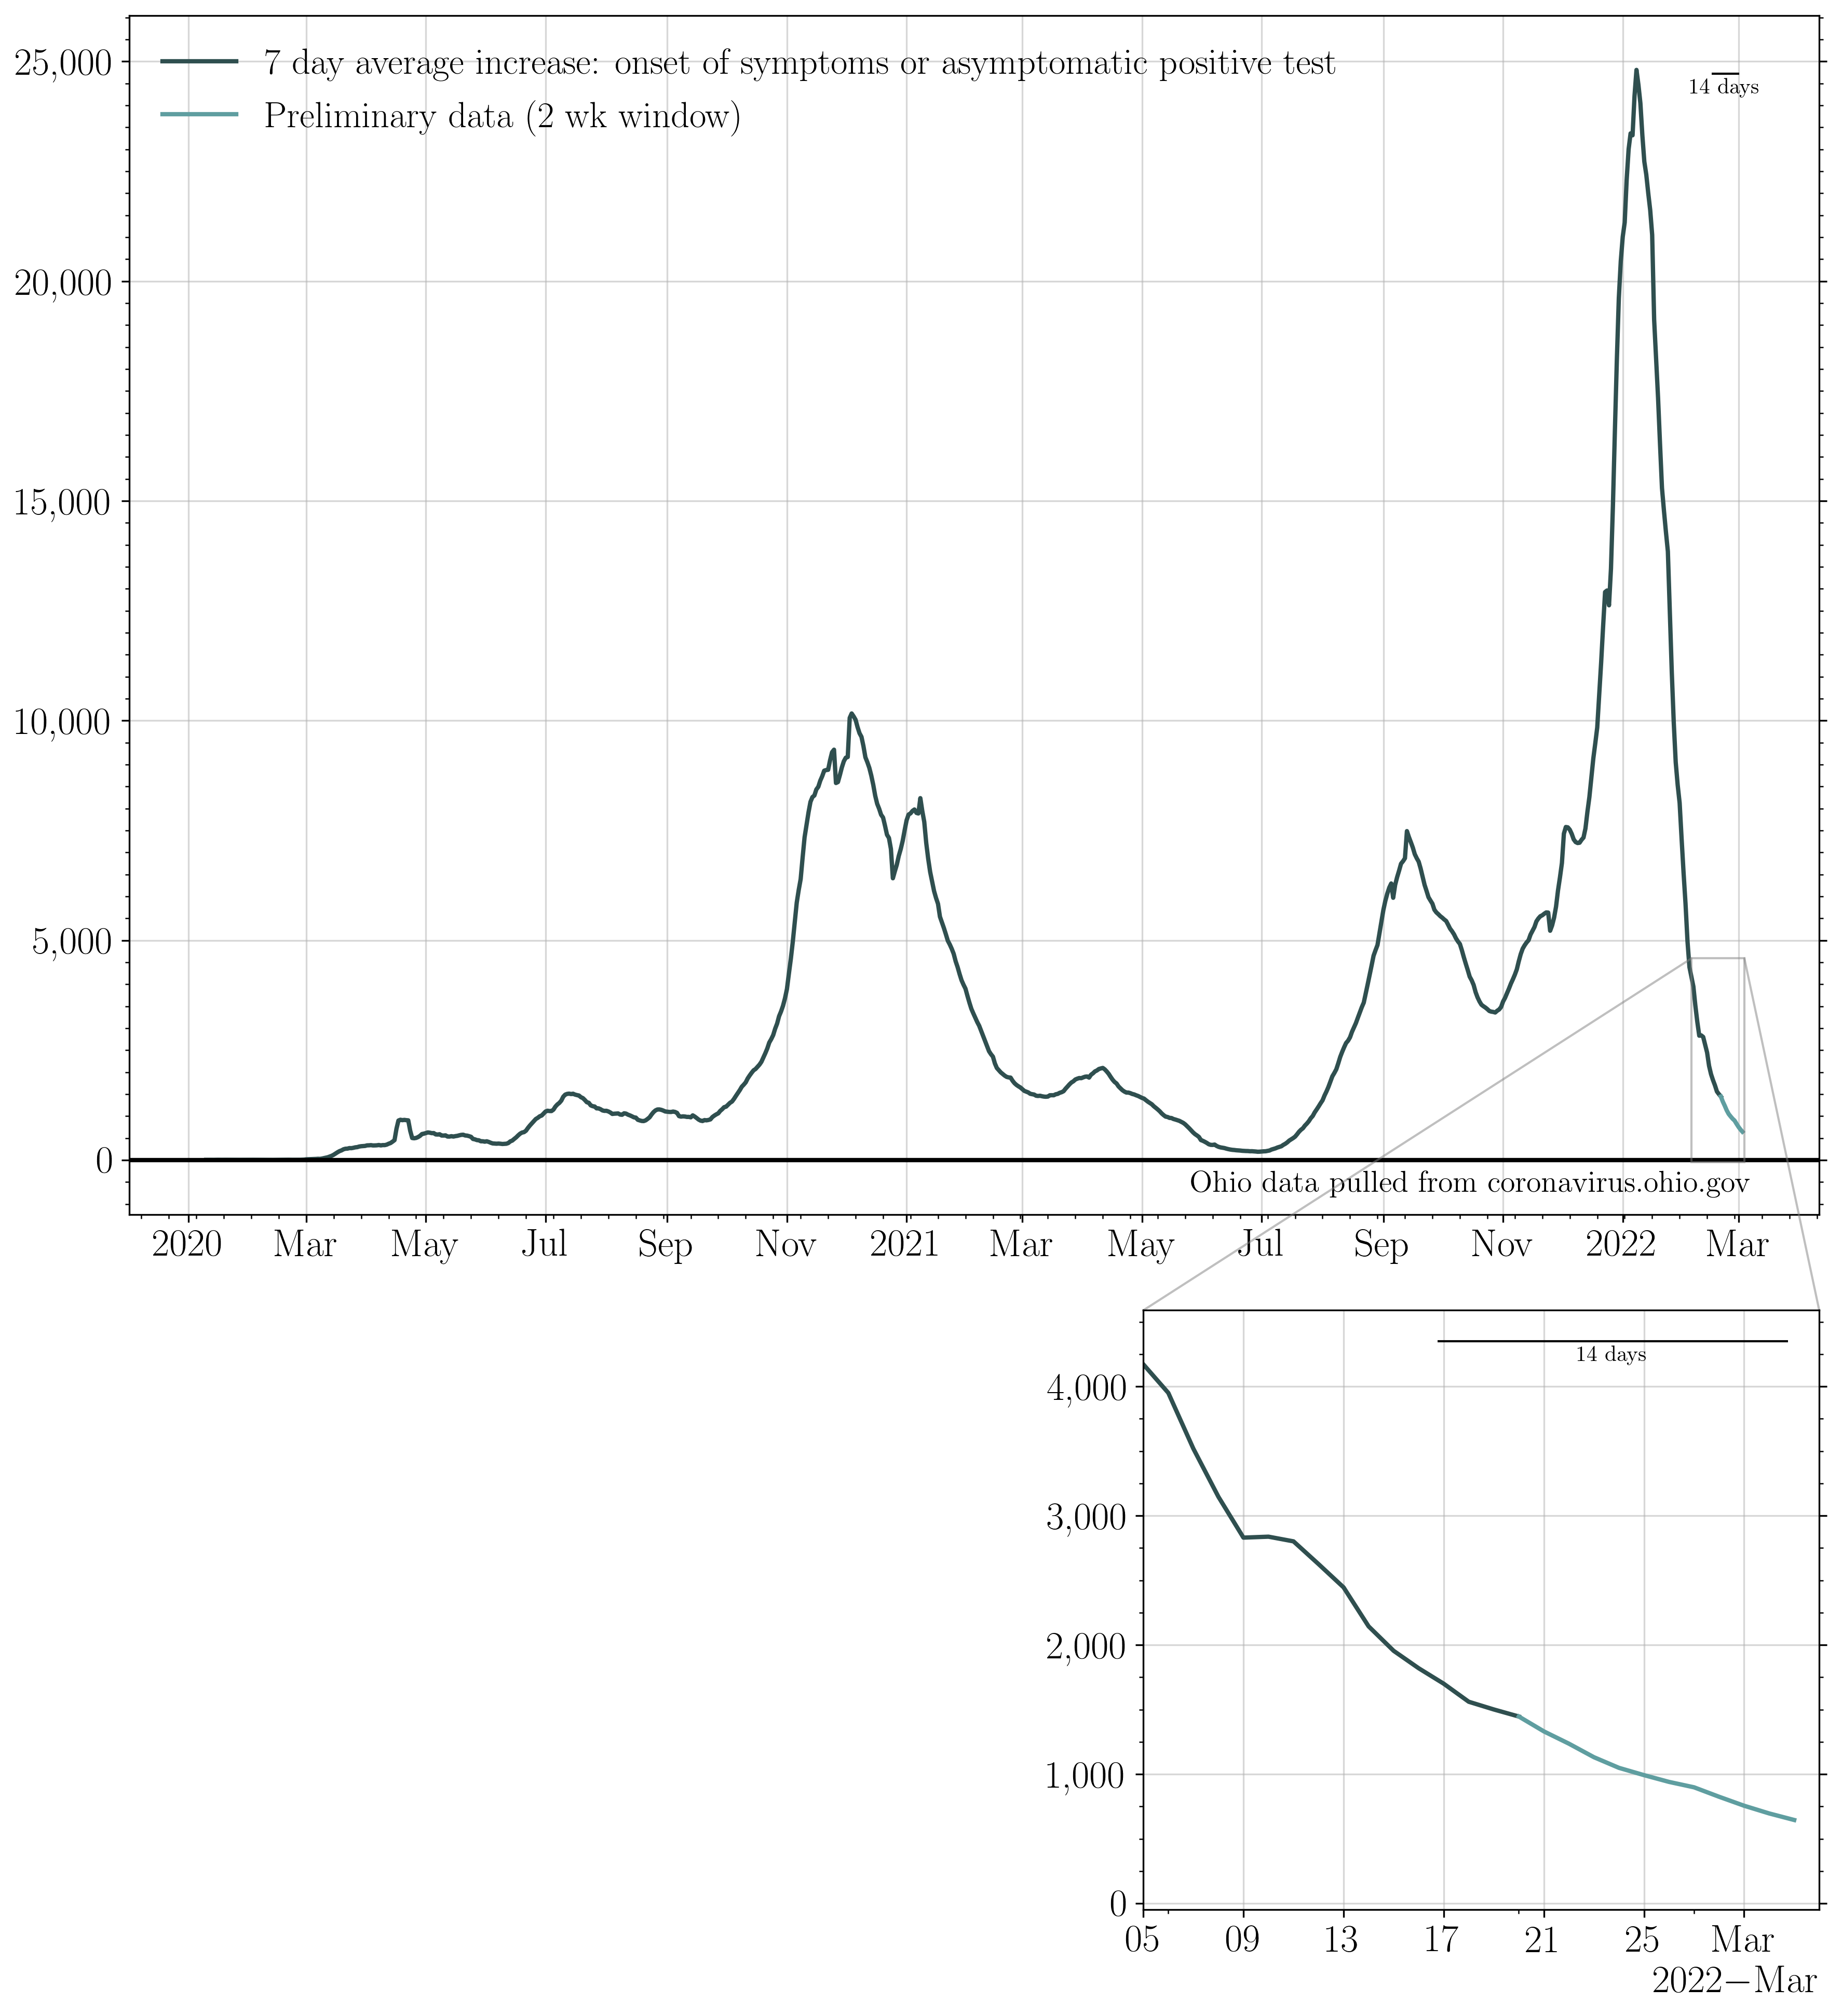 25,000
7 day average increase: onset of symptoms or asymptomatic positive test
14 days
Preliminary data (2 wk window)
20,000
15,000
10,000
5,000
0
Ohio data pulled from coronavirus.ohio.gov
2020 Mar May Jul Sep Nov 2021 Mar May Jul Sep Nov 2022 Mar
14 days
4,000
3,000
2,000
1,000
0
05 09 13 17 21 25 Mar
2022−Mar